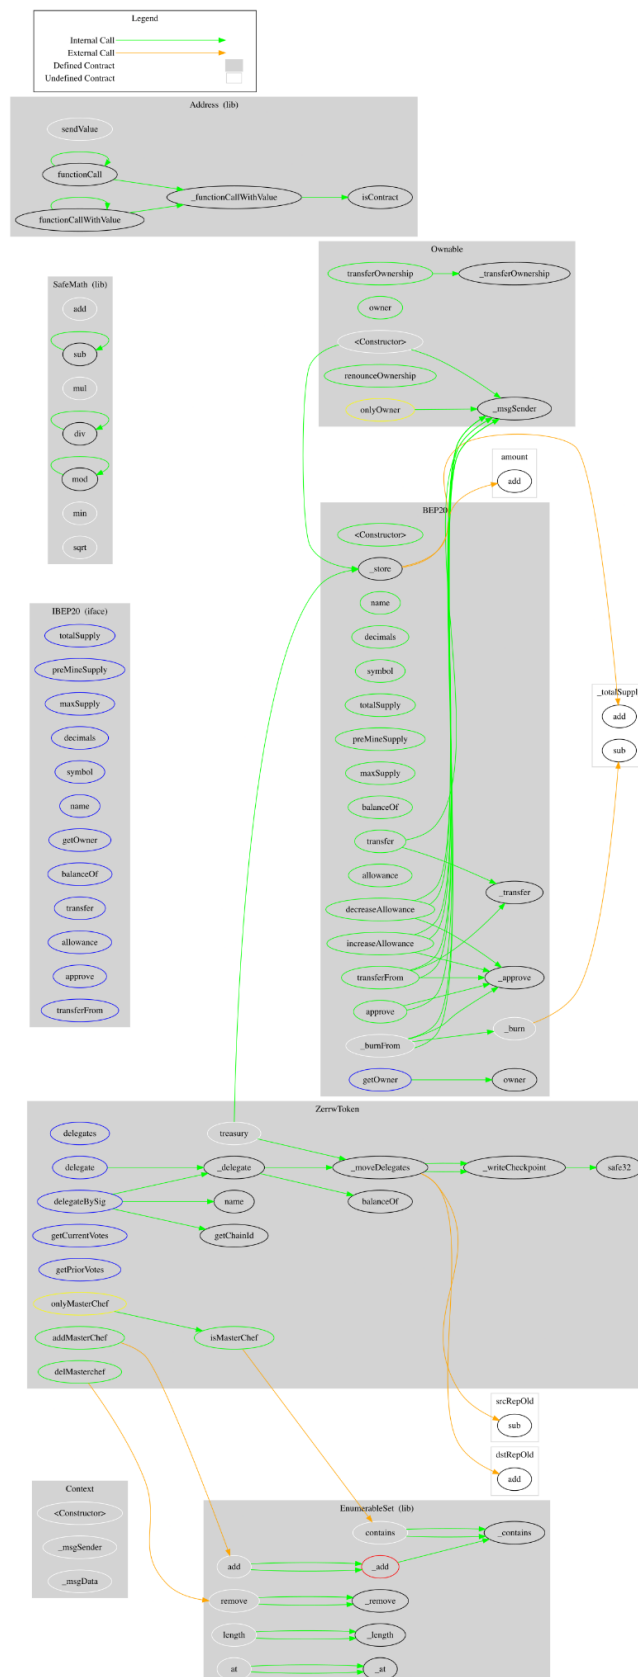 Legend
Internal Call
External Call
Defined Contract
Undefined Contract
Address (lib)
sendValue
functionCall
_functionCallWithValue
isContract
functionCallWithValue
Ownable
transferOwnership
_transferOwnership
owner
<Constructor>
renounceOwnership
onlyOwner
_msgSender
SafeMath (lib)
add
sub
mul
div
mod
min
sqrt
amount
add
BEP20
<Constructor>
_store
name
decimals
symbol
totalSupply
preMineSupply
maxSupply
balanceOf
transfer
allowance
_transfer
decreaseAllowance
increaseAllowance
transferFrom
_approve
approve
_burn
_burnFrom
getOwner
owner
_totalSuppl
add
sub
IBEP20 (iface)
totalSupply
preMineSupply
maxSupply
decimals
symbol
name
getOwner
balanceOf
transfer
allowance
approve
transferFrom
ZerrwToken
delegates
treasury
delegate
_delegate
_moveDelegates
_writeCheckpoint
safe32
delegateBySig
name
balanceOf
getCurrentVotes
getChainId
getPriorVotes
onlyMasterChef
addMasterChef
isMasterChef
delMasterchef
srcRepOld
sub
dstRepOld
add
Context
<Constructor>
_msgSender
_msgData
EnumerableSet (lib)
contains
_contains
add
_add
remove
_remove
length
_length
at
_at